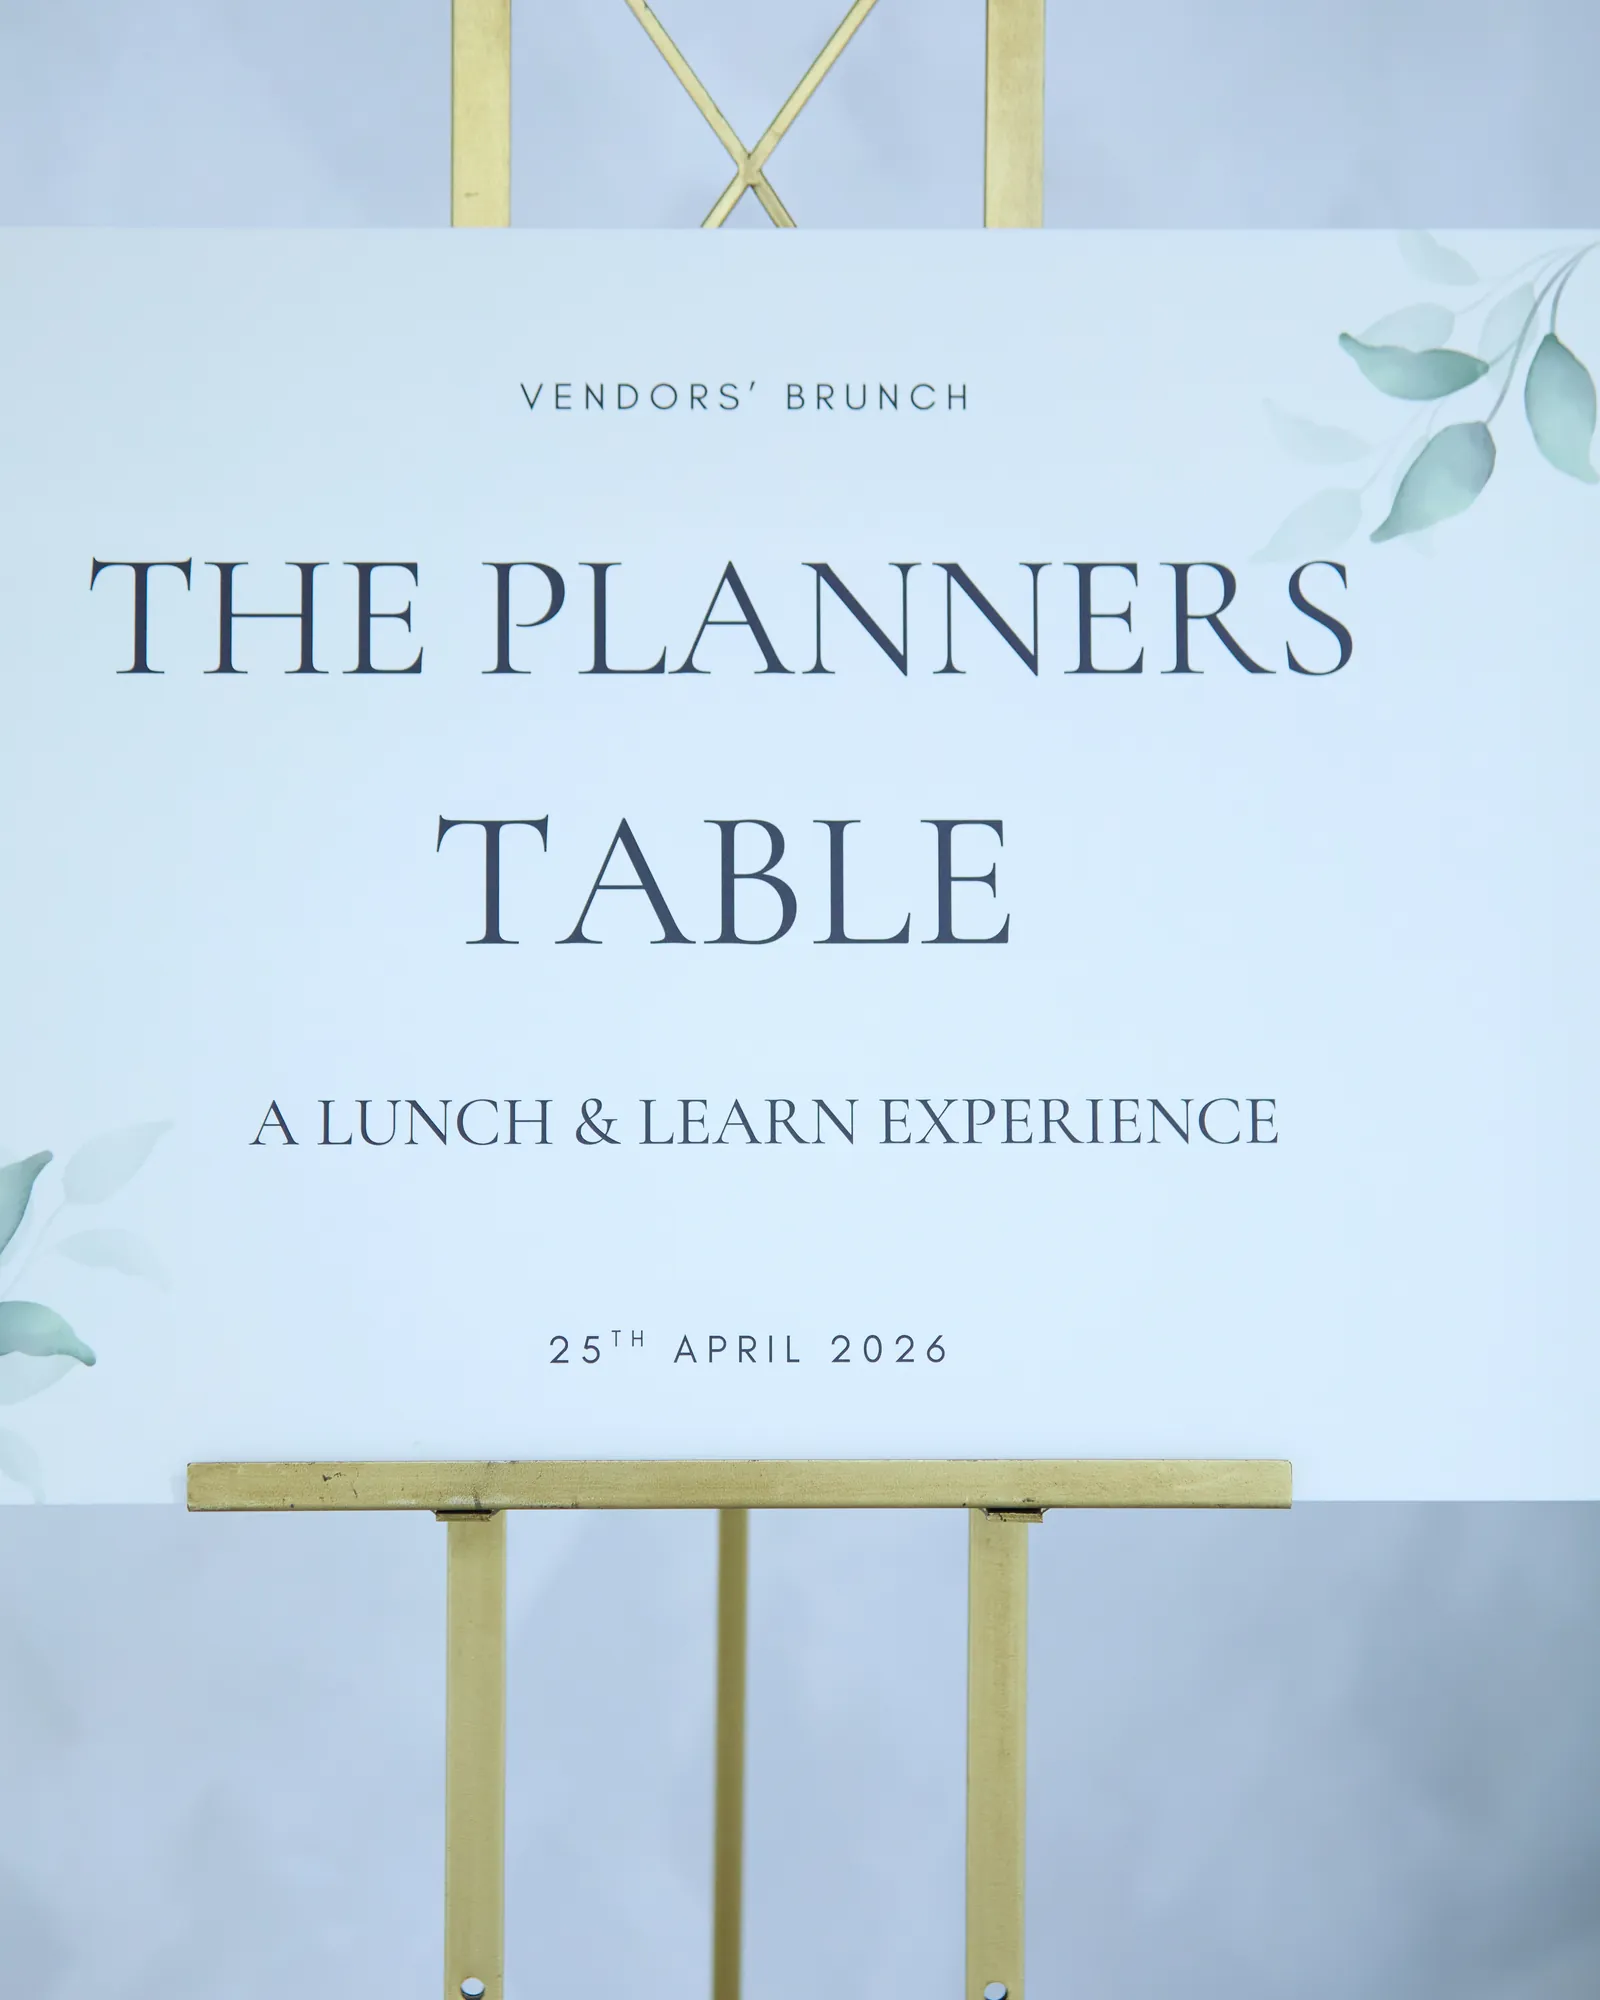 VENDORS’ BRUNCH
THE PLANNERS
TABLE
A LUNCH & LEARN EXPERIENCE
25TH APRIL 2026